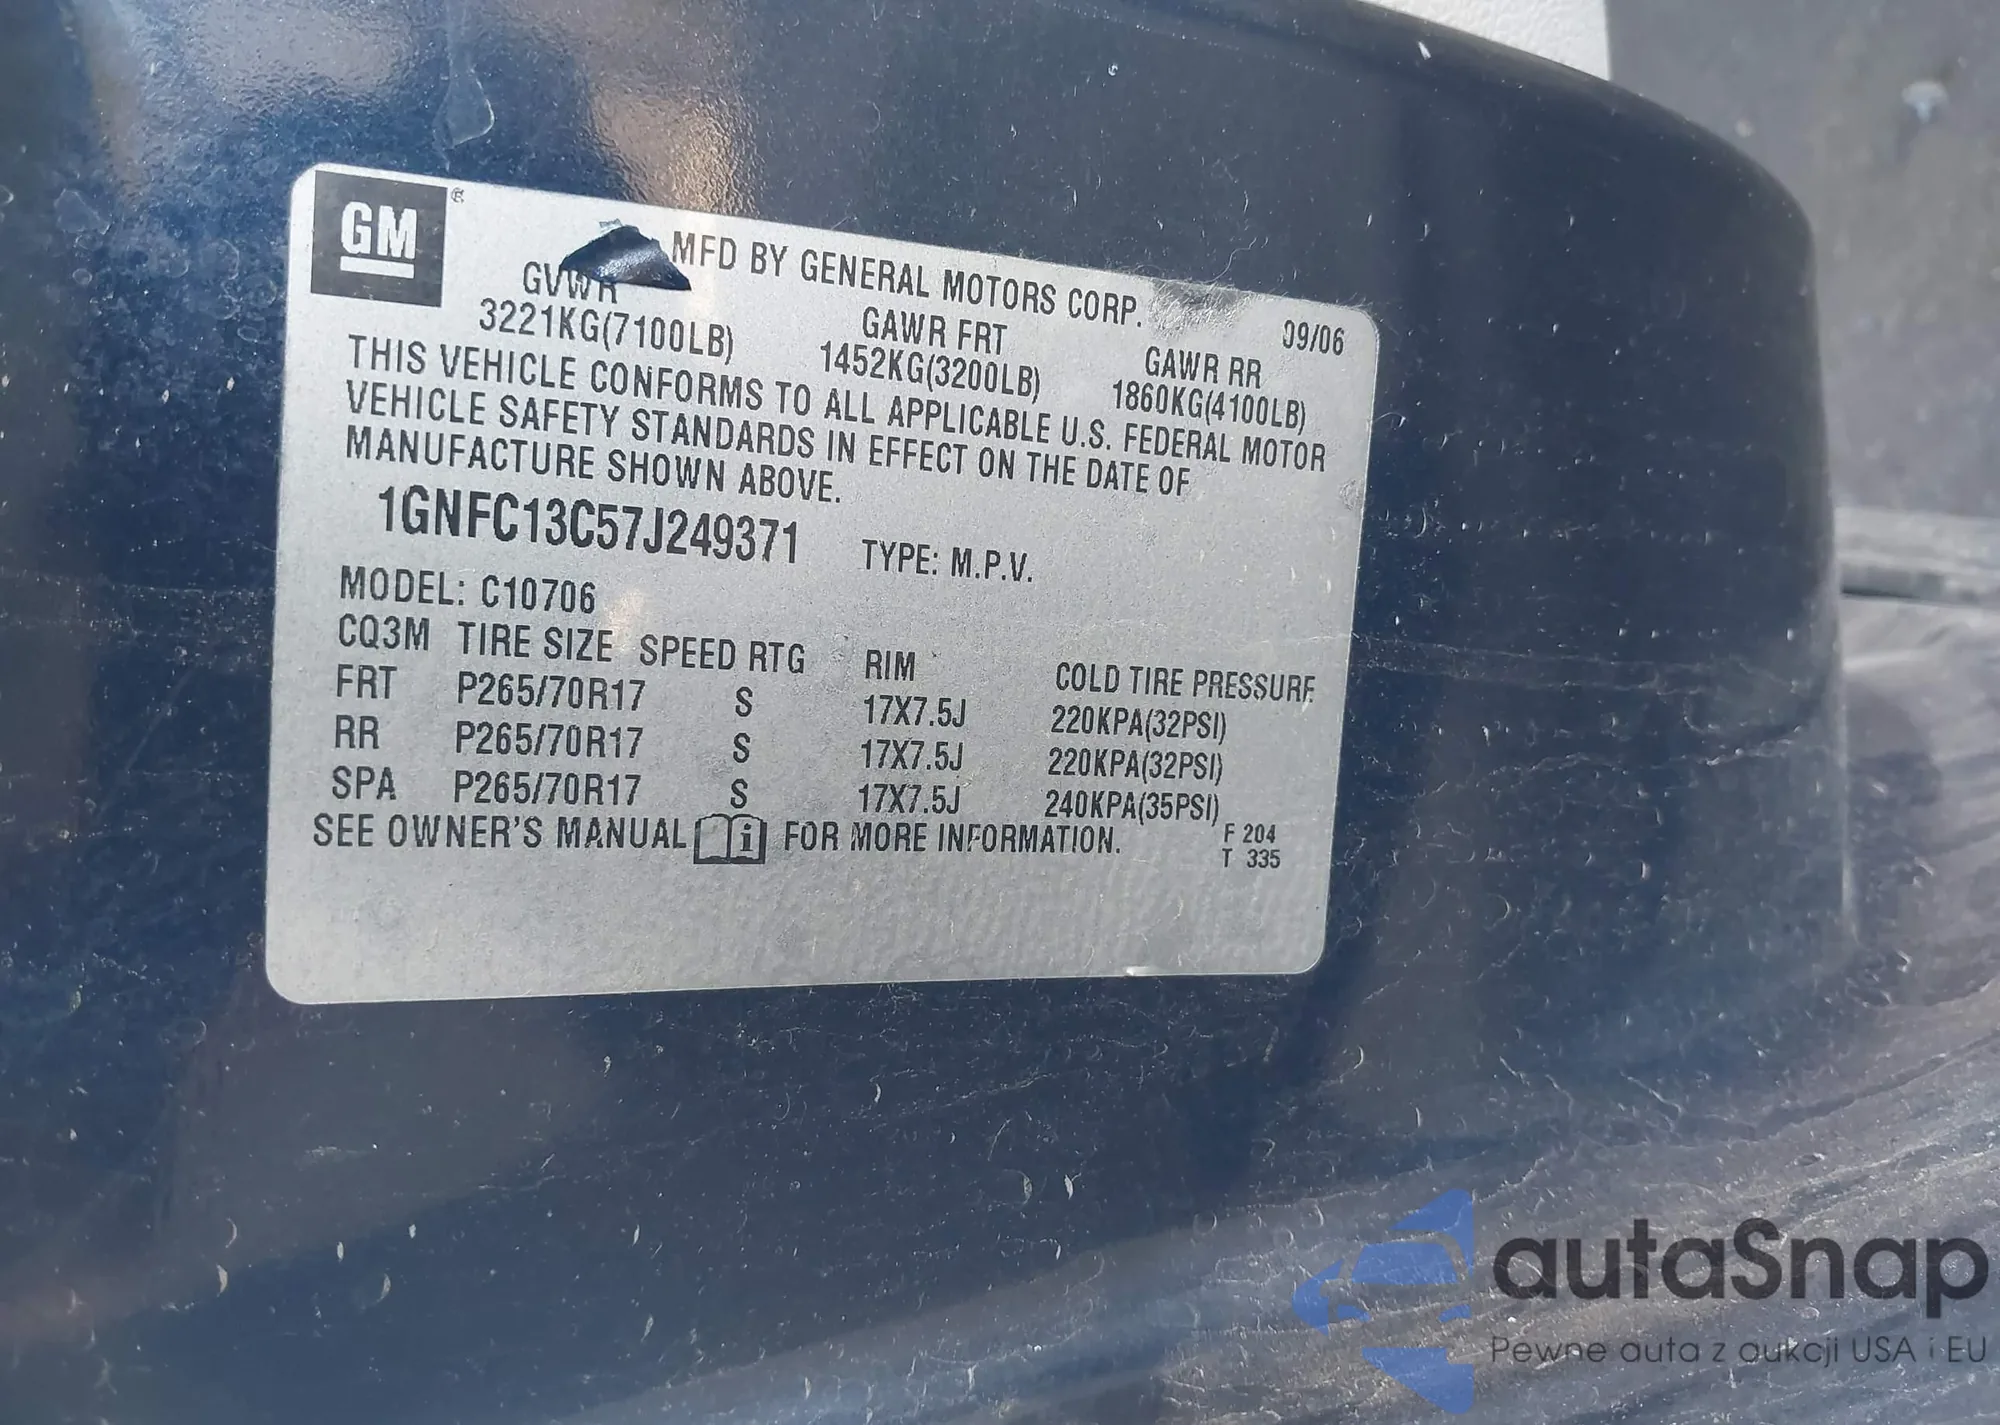 GM
MFD BY GENERAL MOTORS CORP. 09/06
GVWR GAWR FRT GAWR RR
3221KG(7100LB) 1452KG(3200LB) 1860KG(4100LB)
THIS VEHICLE CONFORMS TO ALL APPLICABLE U.S. FEDERAL MOTOR
VEHICLE SAFETY STANDARDS IN EFFECT ON THE DATE OF
MANUFACTURE SHOWN ABOVE.
1GNFC13C57J249371 TYPE: M.P.V.
MODEL: C10706
CQ3M TIRE SIZE SPEED RTG RIM COLD TIRE PRESSURE
FRT P265/70R17 S 17X7.5J 220KPA(32PSI)
RR P265/70R17 S 17X7.5J 220KPA(32PSI)
SPA P265/70R17 S 17X7.5J 240KPA(35PSI)
SEE OWNER'S MANUAL FOR MORE INFORMATION. F 204
T 335
autaSnap
Pewne auta z aukcji USA i EU